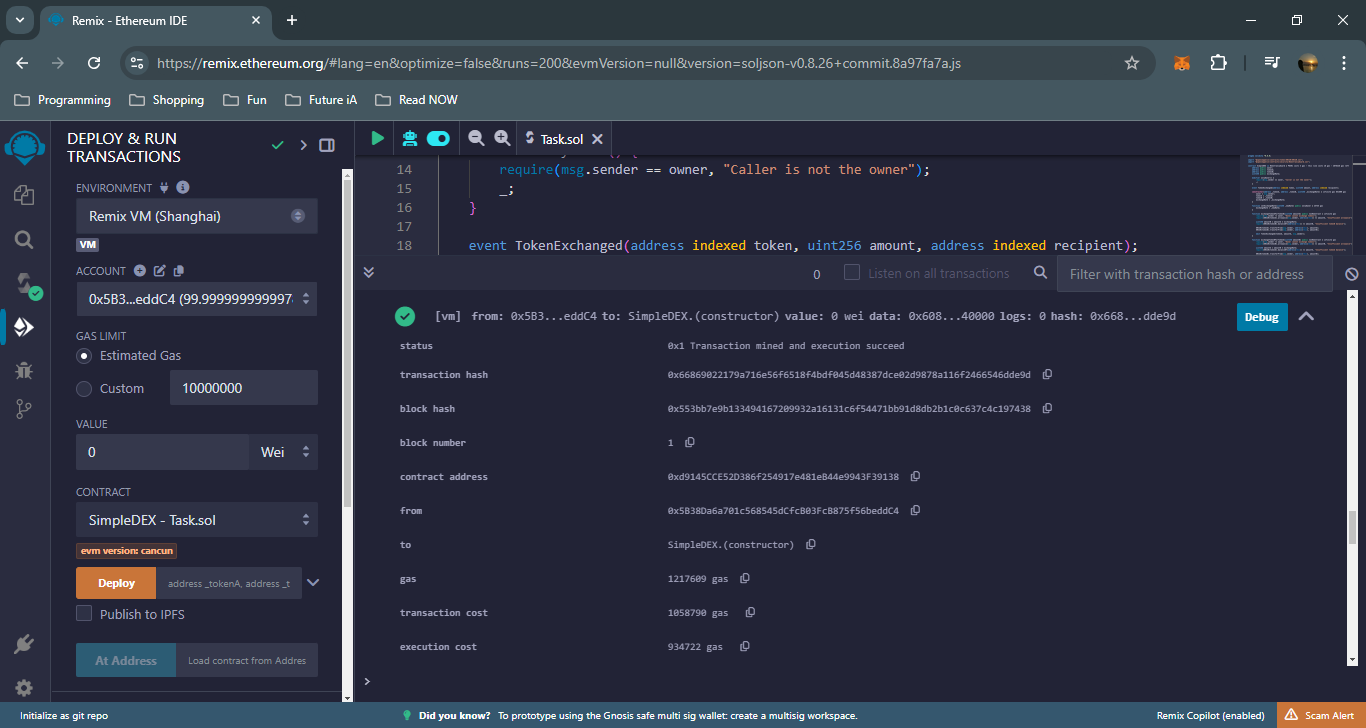 Remix - Ethereum IDE
https://remix.ethereum.org/#lang=en&optimize=false&runs=200&evmVersion=null&version=soljson-v0.8.26+commit.8a97fa7a.js
Programming Shopping Fun Future iA Read NOW
DEPLOY & RUN
TRANSACTIONS
ENVIRONMENT
Remix VM (Shanghai)
VM
ACCOUNT
0x5B3...eddC4 (99.9999999999997
GAS LIMIT
Estimated Gas
Custom 10000000
VALUE
0 Wei
CONTRACT
SimpleDEX - Task.sol
evm version: cancun
Deploy address _tokenA, address _t
Publish to IPFS
At Address Load contract from Addres
Task.sol
14 require(msg.sender == owner, "Caller is not the owner");
15 _;
16 }
17
18 event TokenExchanged(address indexed token, uint256 amount, address indexed recipient);
0 Listen on all transactions Filter with transaction hash or address
[vm] from: 0x5B3...eddC4 to: SimpleDEX.(constructor) value: 0 wei data: 0x608...40000 logs: 0 hash: 0x668...dde9d Debug
status 0x1 Transaction mined and execution succeed
transaction hash 0x66869022179a716e56f6518f4bdf045d48387dce02d9878a116f2466546dde9d
block hash 0x553bb7e9b133494167209932a16131c6f54471bb91d8db2b1c0c637c4c197438
block number 1
contract address 0xd9145CCE52D386f254917e481eB44e9943F39138
from 0x5B38Da6a701c568545dCfcB03FcB875f56beddC4
to SimpleDEX.(constructor)
gas 1217609 gas
transaction cost 1058790 gas
execution cost 934722 gas
>
Initialize as git repo Did you know? To prototype using the Gnosis safe multi sig wallet: create a multisig workspace. Remix Copilot (enabled) Scam Alert